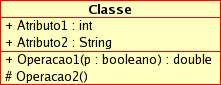 Classe
+ Atributo1 : int
+ Atributo2 : String
+ Operacao1(p : booleano) : double
# Operacao2()